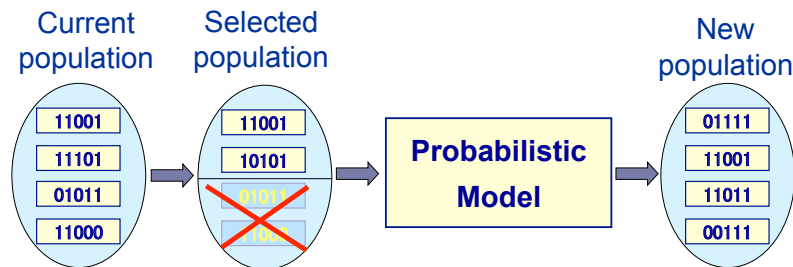 Current
population
Selected
population
New
population
11001
11101
01011
11000
11001
10101
01011
11000
Probabilistic
Model
01111
11001
11011
00111